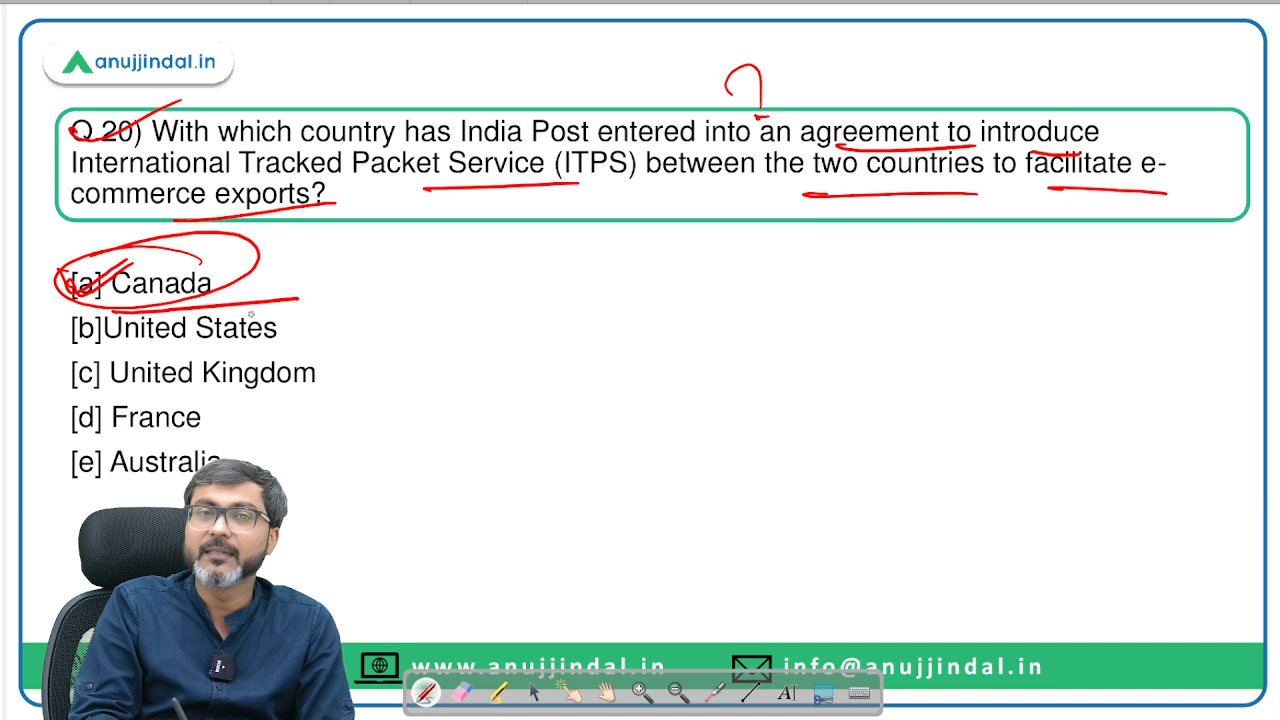 anujjindal.in
Q.20) With which country has India Post entered into an agreement to introduce
International Tracked Packet Service (ITPS) between the two countries to facilitate e-
commerce exports?
[a] Canada
[b]United States
[c] United Kingdom
[d] France
[e] Australia
www.anujjindal.in
info@anujjindal.in